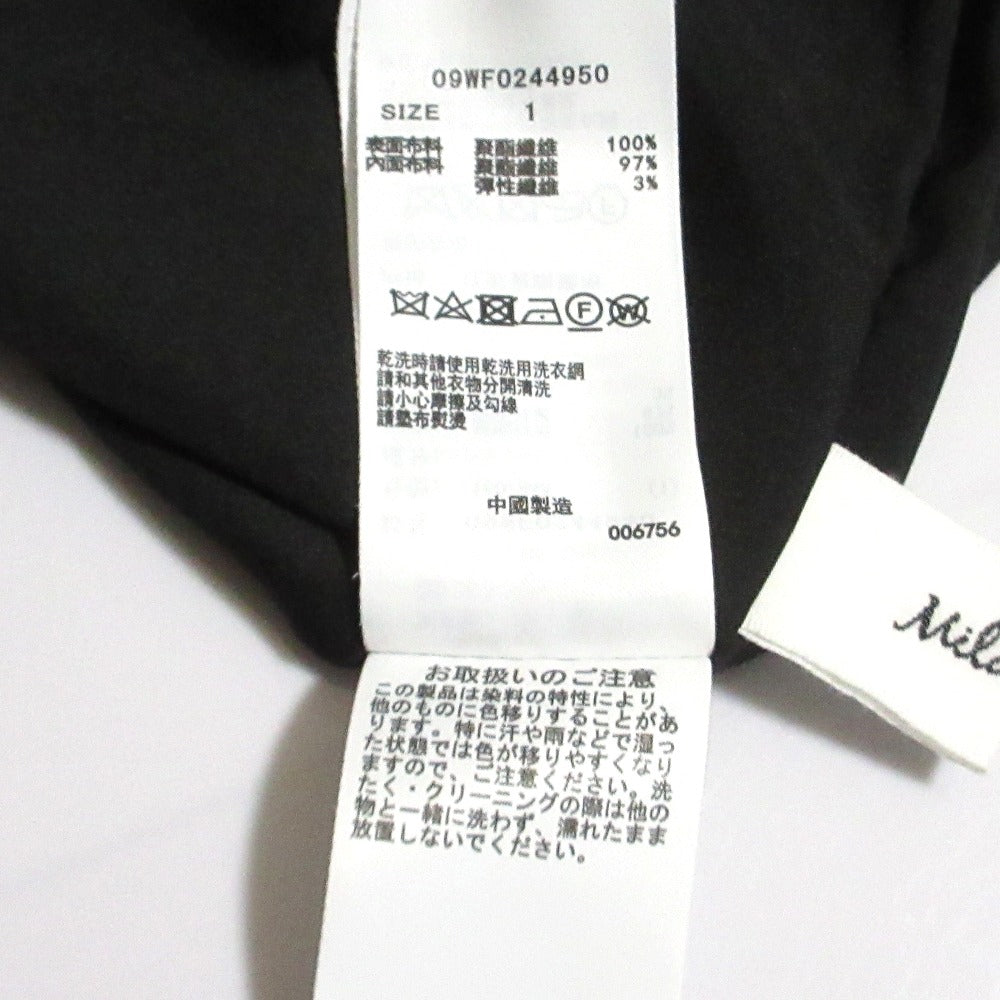 09WF0244950
SIZE 1
表面布料 聚酯纖維 100%
內面布料 聚酯纖維 97%
彈性纖維 3%
乾洗時請使用乾洗用洗衣網
請和其他衣物分開清洗
請小心摩擦及勾線
請墊布熨燙
中國製造
006756
お取扱いのご注意
この製品は染料の特性により、
他のものに色移りすることがあ
ります。特に汗や雨などで湿っ
た状態では色が移りやすくなり
ますので、ご注意ください。洗
たく・クリーニングの際は他の
物と一緒に洗わず、濡れたまま
放置しないでください。